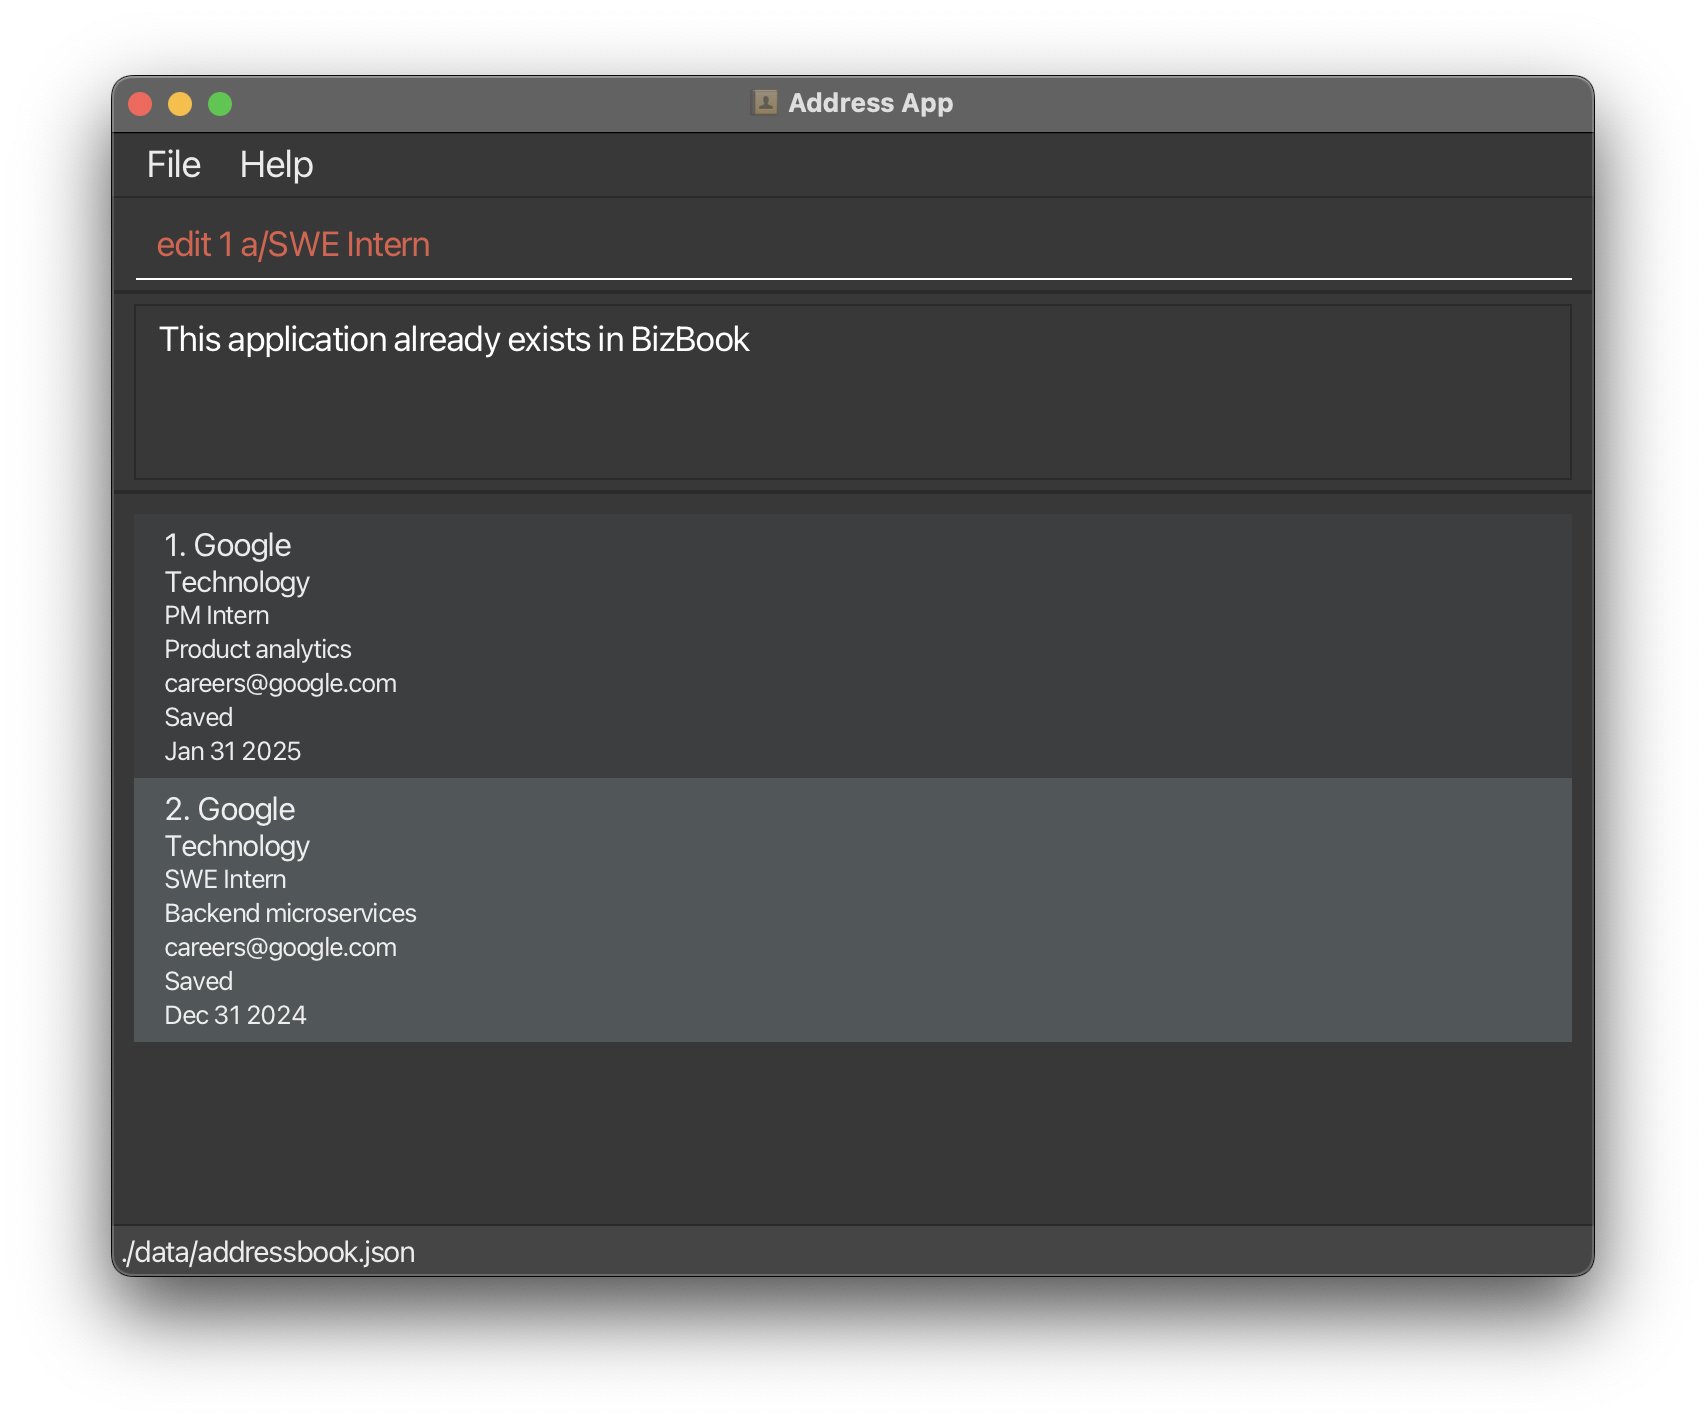 Address App
File Help
edit 1 a/SWE Intern
This application already exists in BizBook
1. Google
Technology
PM Intern
Product analytics
careers@google.com
Saved
Jan 31 2025
2. Google
Technology
SWE Intern
Backend microservices
careers@google.com
Saved
Dec 31 2024
./data/addressbook.json